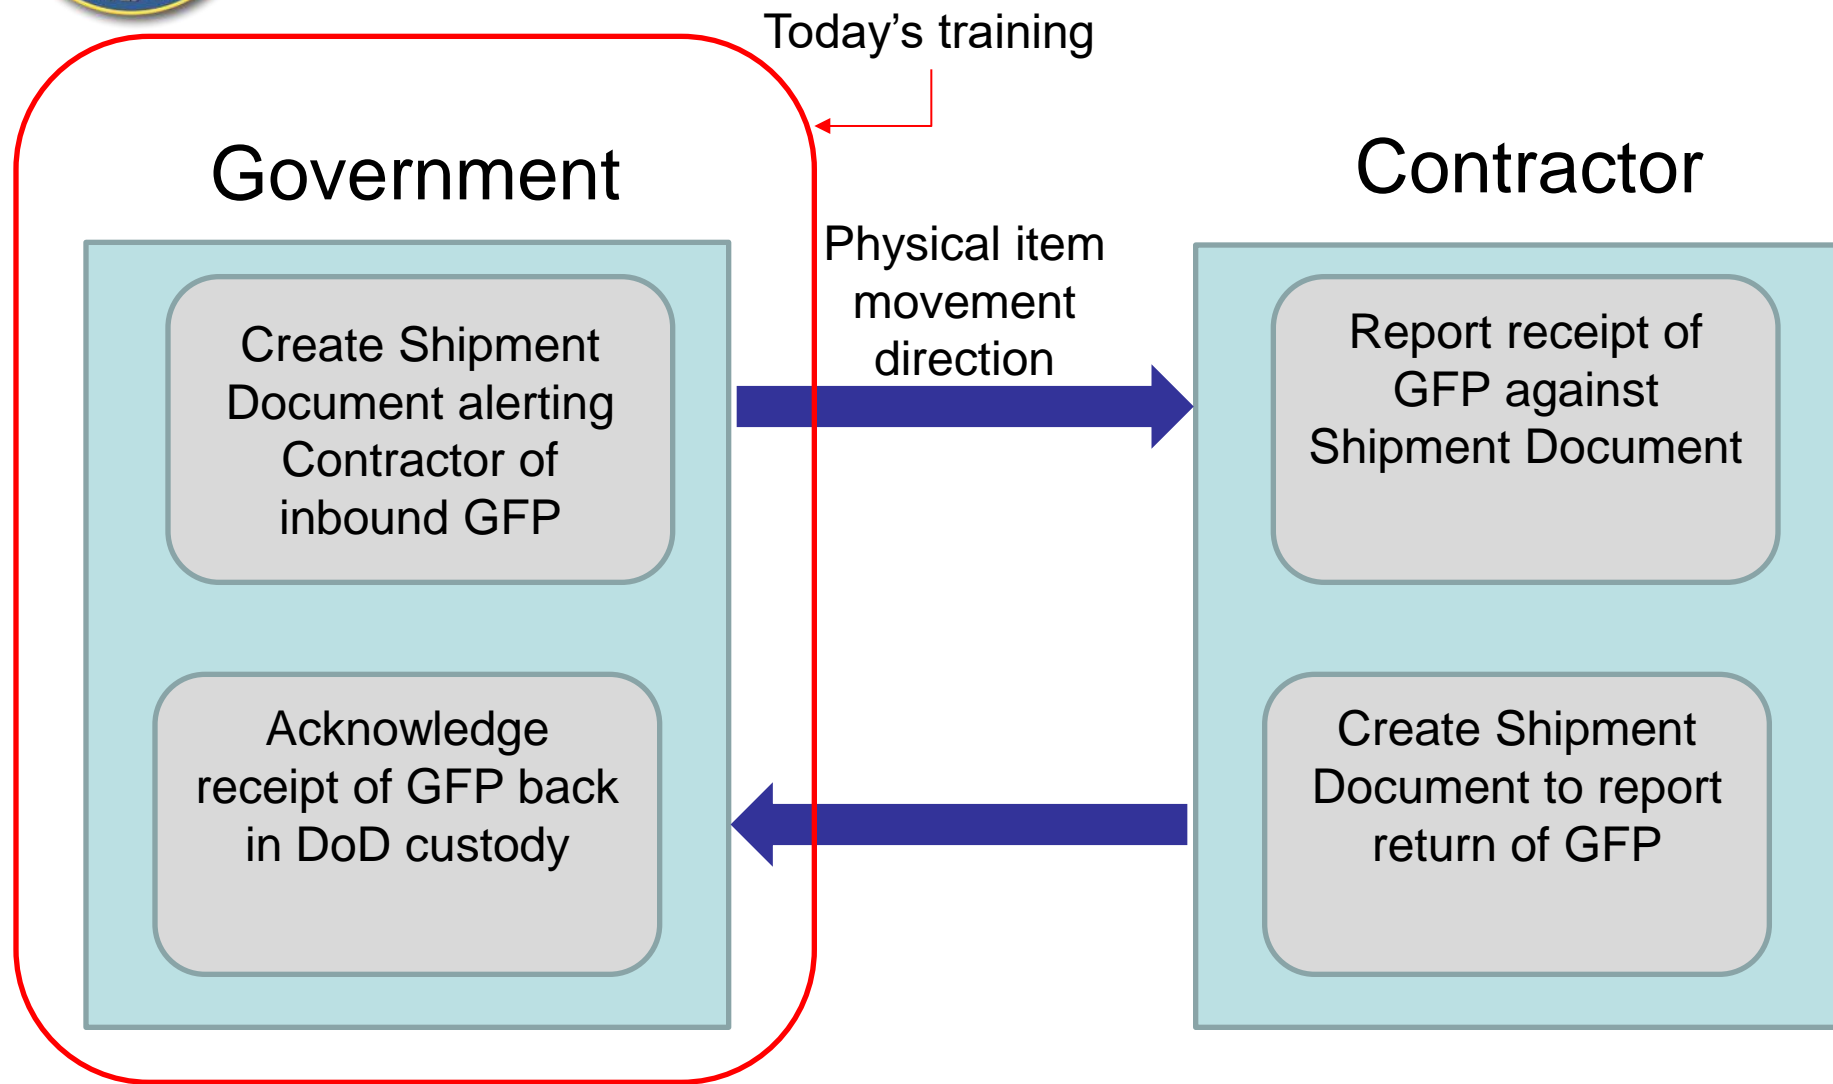 Today's training
Government
Contractor
Physical item
movement
direction
Create Shipment
Document alerting
Contractor of
inbound GFP
Report receipt of
GFP against
Shipment Document
Acknowledge
receipt of GFP back
in DoD custody
Create Shipment
Document to report
return of GFP